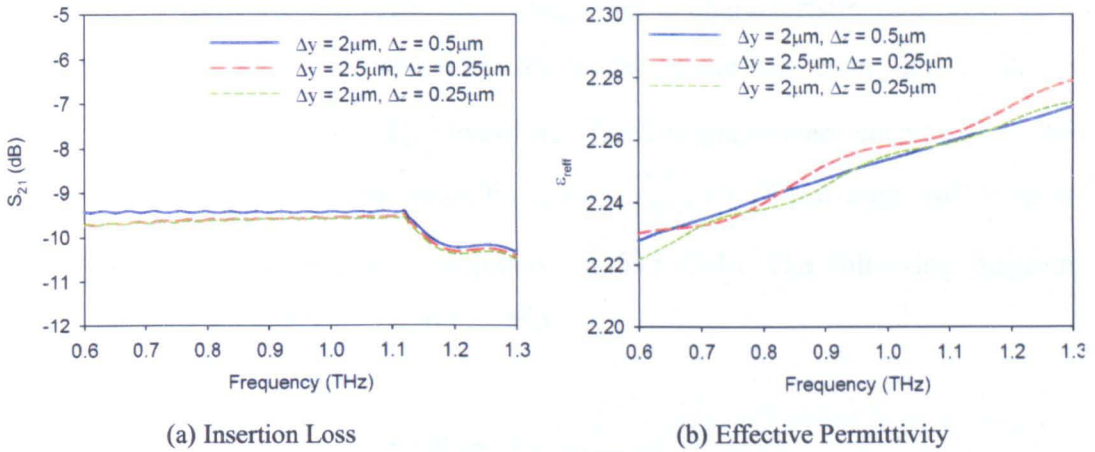 -5
-6
-7
-8
-9
-10
-11
-12
S21 (dB)
Δy = 2μm, Δz = 0.5μm
Δy = 2.5μm, Δz = 0.25μm
Δy = 2μm, Δz = 0.25μm
0.6 0.7 0.8 0.9 1.0 1.1 1.2 1.3
Frequency (THz)
(a) Insertion Loss
2.30
2.28
2.26
2.24
2.22
2.20
εreff
Δy = 2μm, Δz = 0.5μm
Δy = 2.5μm, Δz = 0.25μm
Δy = 2μm, Δz = 0.25μm
0.6 0.7 0.8 0.9 1.0 1.1 1.2 1.3
Frequency (THz)
(b) Effective Permittivity